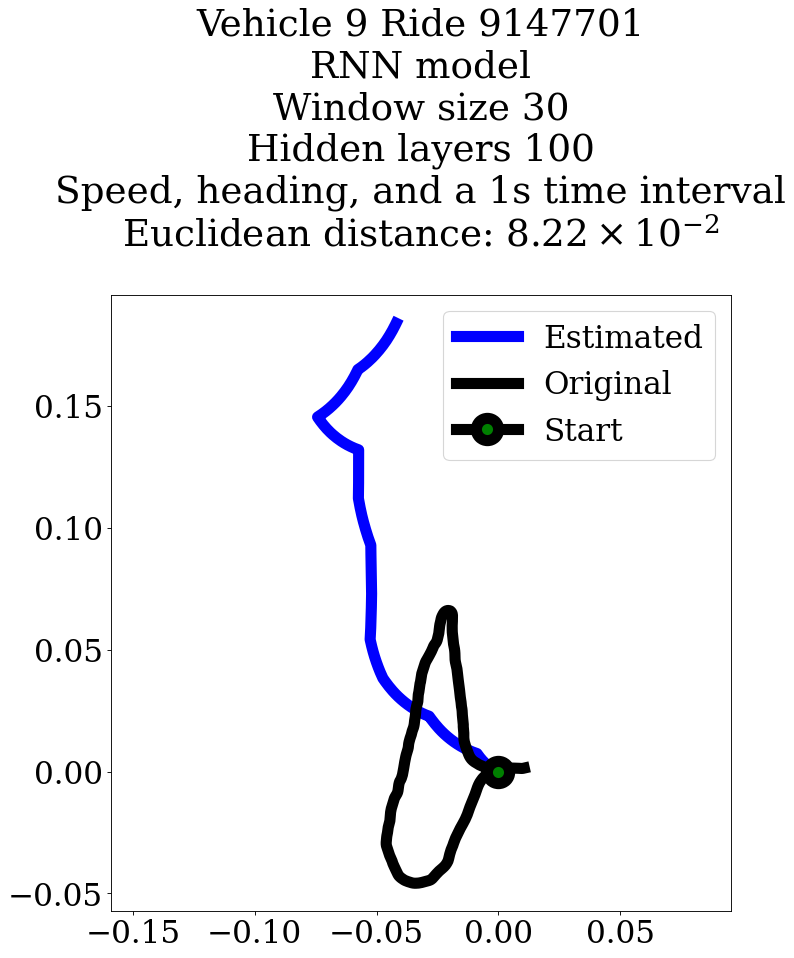 Vehicle 9 Ride 9147701
RNN model
Window size 30
Hidden layers 100
Speed, heading, and a 1s time interval
Euclidean distance: 8.22 × 10⁻²
Estimated
Original
Start
0.15
0.10
0.05
0.00
−0.05
−0.15 −0.10 −0.05 0.00 0.05